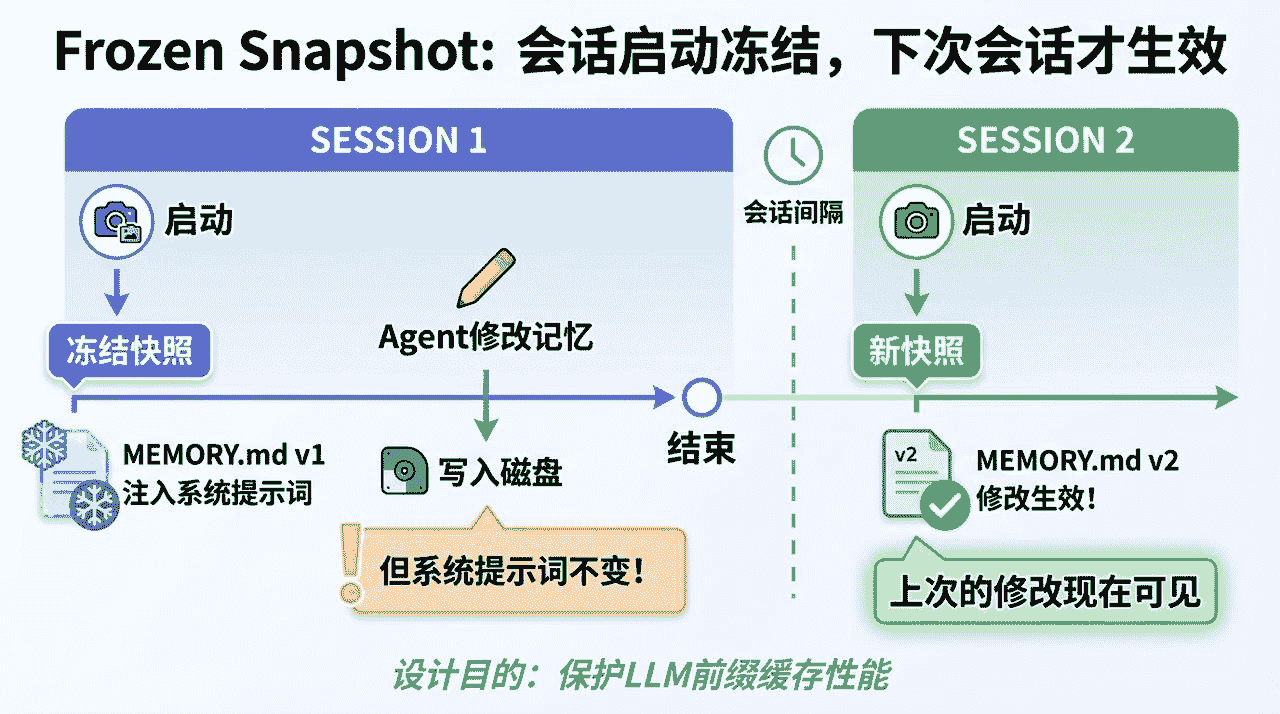 Frozen Snapshot: 会话启动冻结，下次会话才生效
SESSION 1
启动
冻结快照
MEMORY.md v1
注入系统提示词
Agent修改记忆
写入磁盘
但系统提示词不变！
结束
会话间隔
SESSION 2
启动
新快照
v2
MEMORY.md v2
修改生效！
上次的修改现在可见
设计目的：保护LLM前缀缓存性能